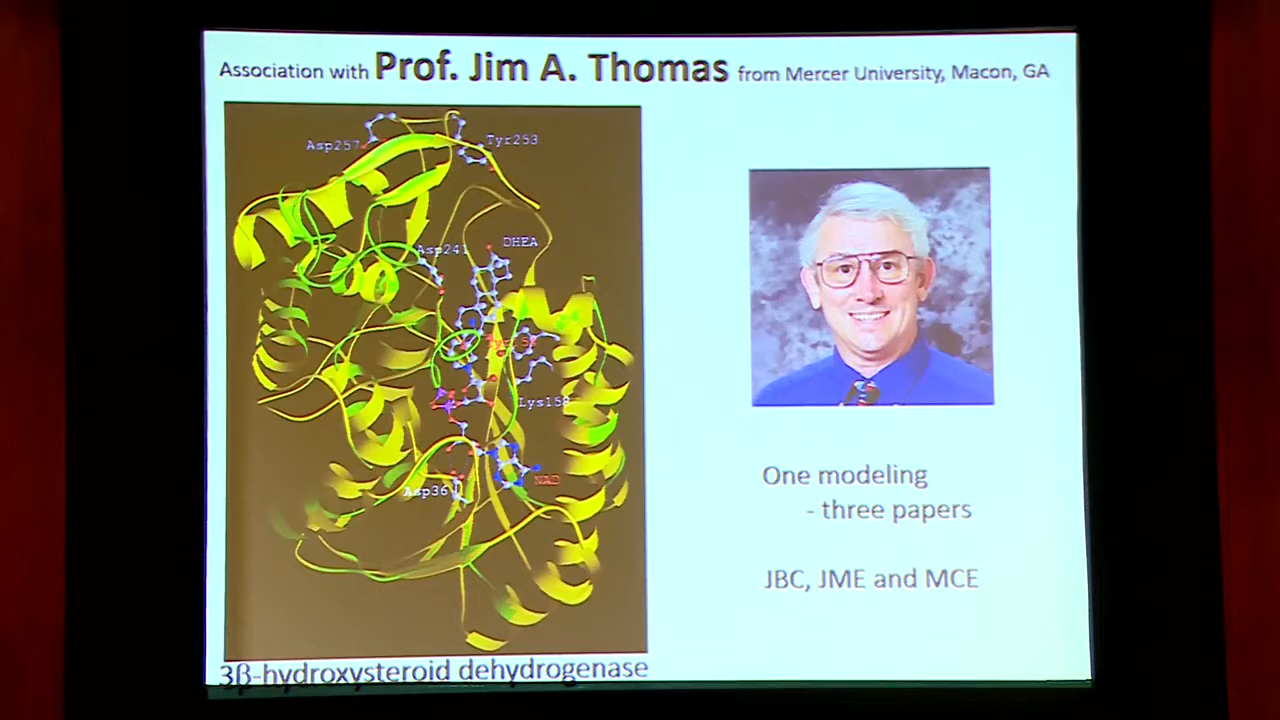 Association with Prof. Jim A. Thomas from Mercer University, Macon, GA
Asp257
Tyr253
Asp241
DHEA
Lys158
NAD
Asp36
One modeling
- three papers
JBC, JME and MCE
3β-hydroxysteroid dehydrogenase